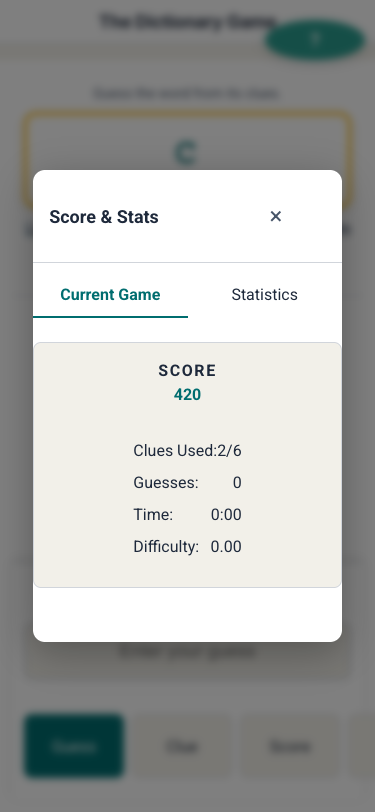 The Dictionary Game
?
Guess the word from its clues.
C
Score & Stats
×
Current Game
Statistics
SCORE
420
Clues Used:2/6
Guesses: 0
Time: 0:00
Difficulty: 0.00
Enter your guess
Guess
Clue
Score